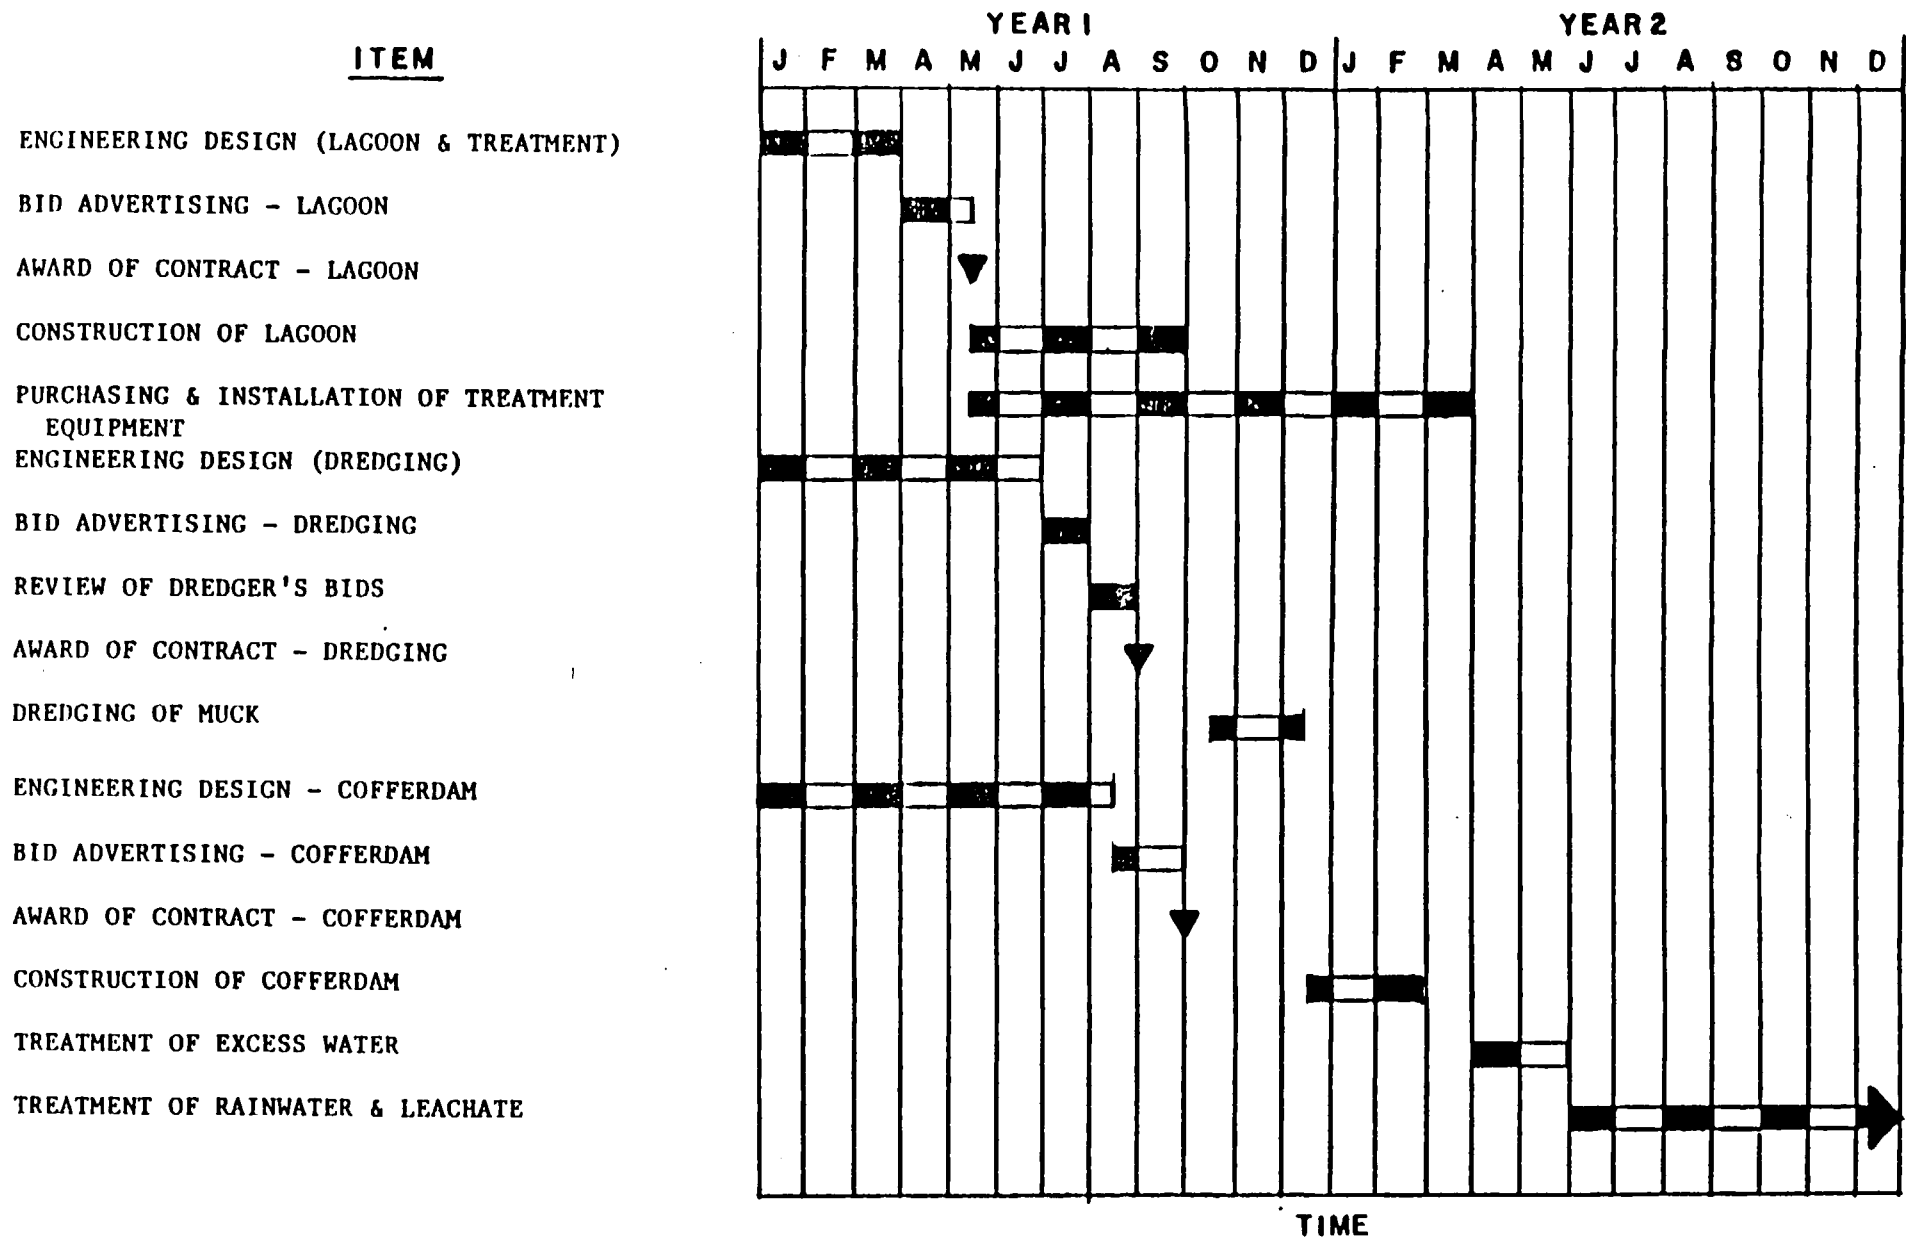 YEAR 1 YEAR 2
ITEM J F M A M J J A S O N D J F M A M J J A S O N D
ENGINEERING DESIGN (LAGOON & TREATMENT)
BID ADVERTISING - LAGOON
AWARD OF CONTRACT - LAGOON
CONSTRUCTION OF LAGOON
PURCHASING & INSTALLATION OF TREATMENT
EQUIPMENT
ENGINEERING DESIGN (DREDGING)
BID ADVERTISING - DREDGING
REVIEW OF DREDGER'S BIDS
AWARD OF CONTRACT - DREDGING
DREDGING OF MUCK
ENGINEERING DESIGN - COFFERDAM
BID ADVERTISING - COFFERDAM
AWARD OF CONTRACT - COFFERDAM
CONSTRUCTION OF COFFERDAM
TREATMENT OF EXCESS WATER
TREATMENT OF RAINWATER & LEACHATE
TIME